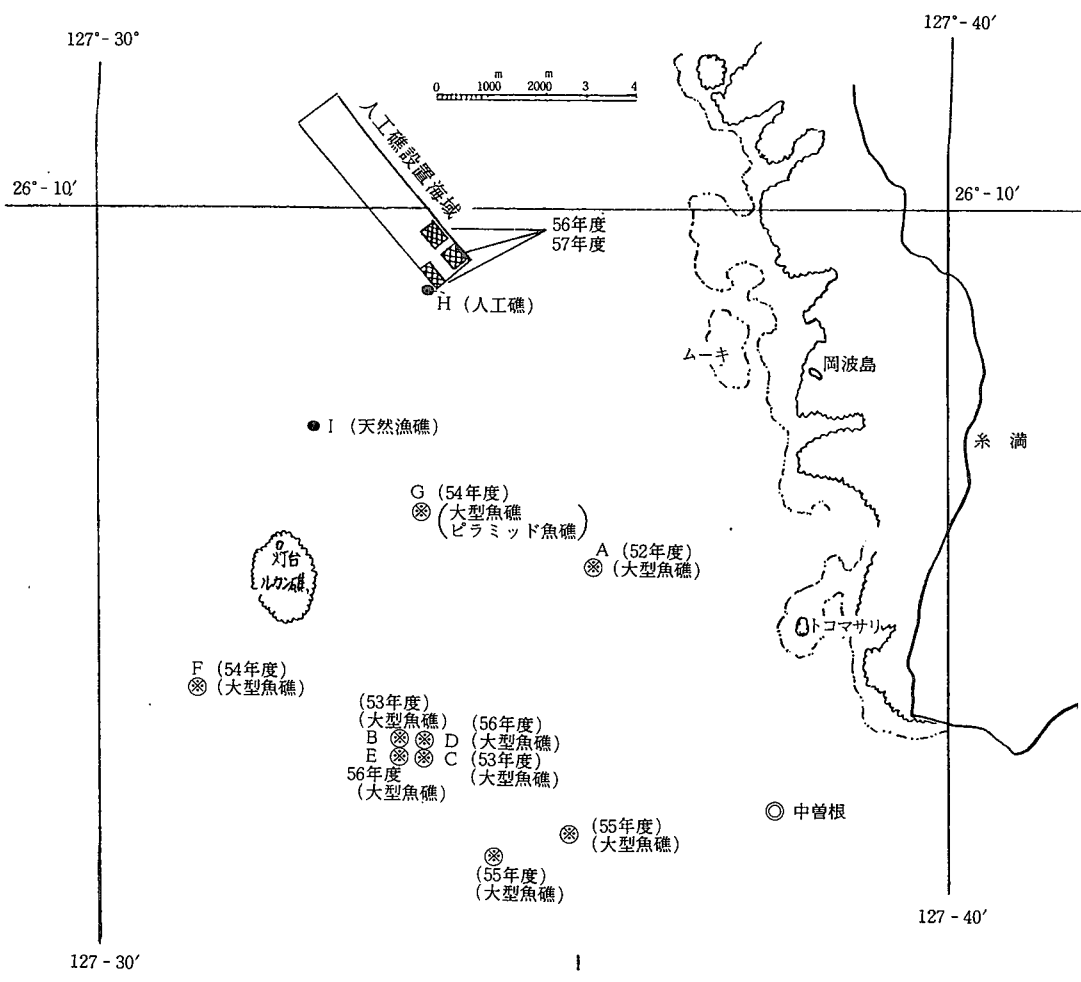 127°-30°
127°-40′
m
m
0
1000
2000
3
4
人工礁設置海域
26°-10′
26°-10′
56年度
57年度
H (人工礁)
ムーキ
岡波島
I (天然漁礁)
糸 満
G (54年度)
(大型魚礁
ピラミッド魚礁)
A (52年度)
(大型魚礁)
灯台
ルカン礁
トコマサリ
F (54年度)
(大型魚礁)
(53年度)
(大型魚礁)
B
D
(56年度)
(大型魚礁)
E
C
(53年度)
(大型魚礁)
56年度
(大型魚礁)
中曽根
(55年度)
(大型魚礁)
(55年度)
(大型魚礁)
127-40′
127-30′